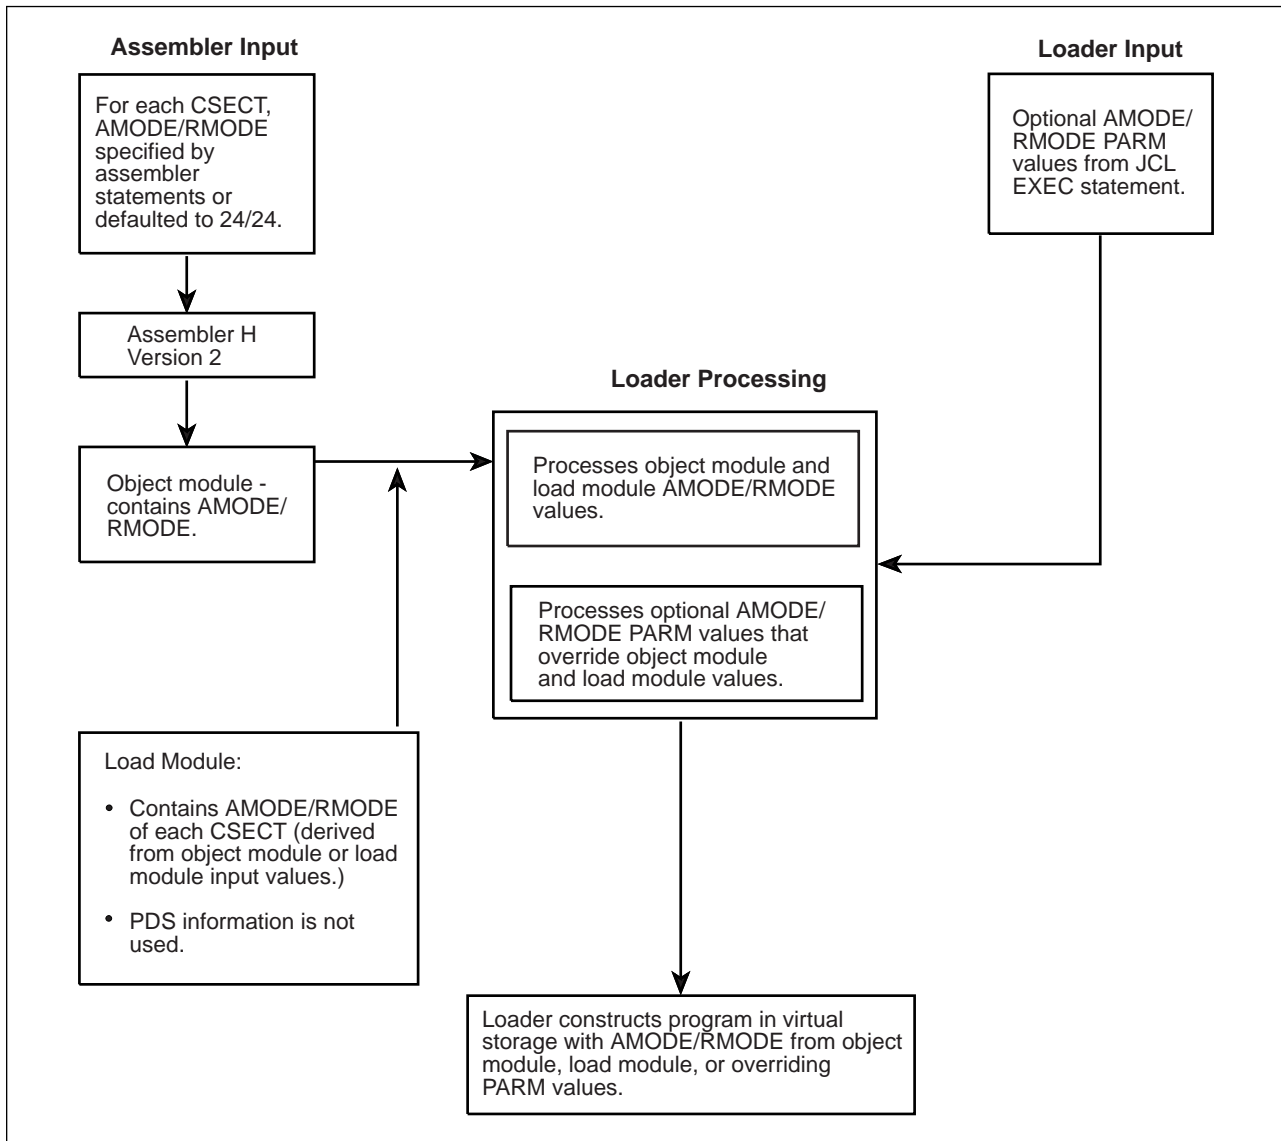 Assembler Input
For each CSECT,
AMODE/RMODE
specified by
assembler
statements or
defaulted to 24/24.
Assembler H
Version 2
Object module -
contains AMODE/
RMODE.
Load Module:
• Contains AMODE/RMODE
of each CSECT (derived
from object module or load
module input values.)
• PDS information is not
used.
Loader Input
Optional AMODE/
RMODE PARM
values from JCL
EXEC statement.
Loader Processing
Processes object module and
load module AMODE/RMODE
values.
Processes optional AMODE/
RMODE PARM values that
override object module
and load module values.
Loader constructs program in virtual
storage with AMODE/RMODE from object
module, load module, or overriding
PARM values.